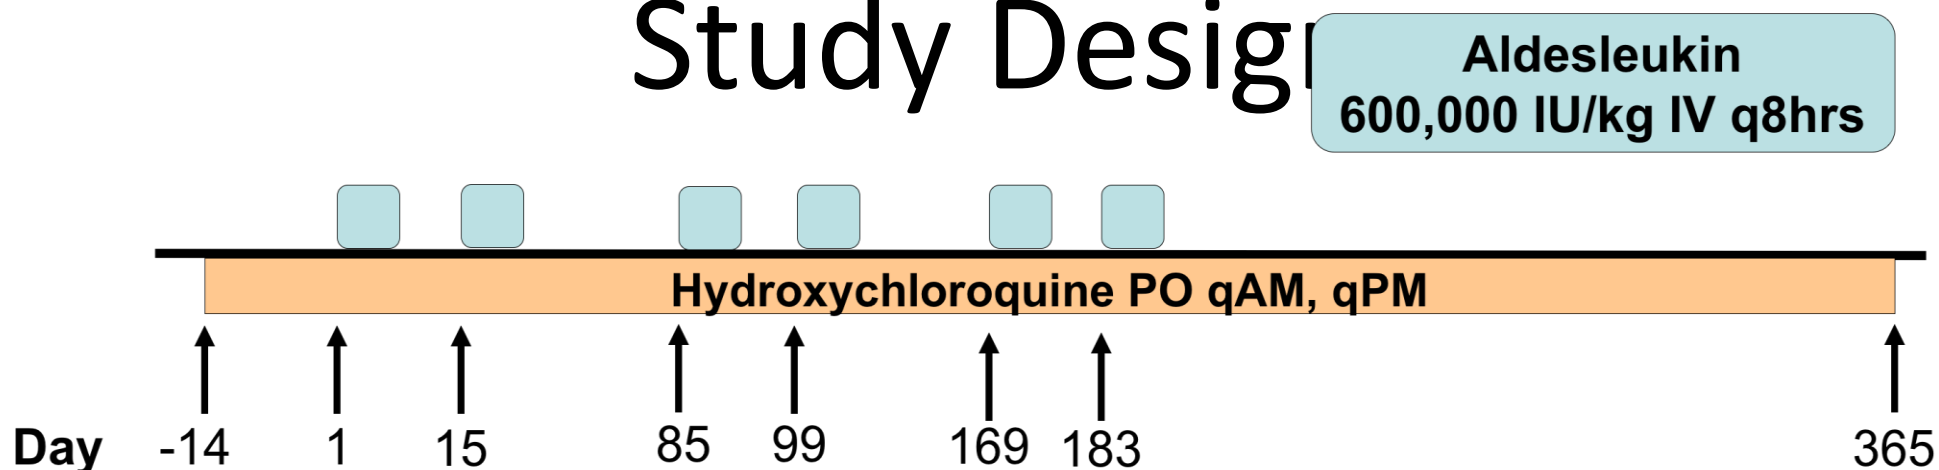 Study Desig
Aldesleukin
600,000 IU/kg IV q8hrs
Hydroxychloroquine PO qAM, qPM
Day -14 1 15 85 99 169 183 365